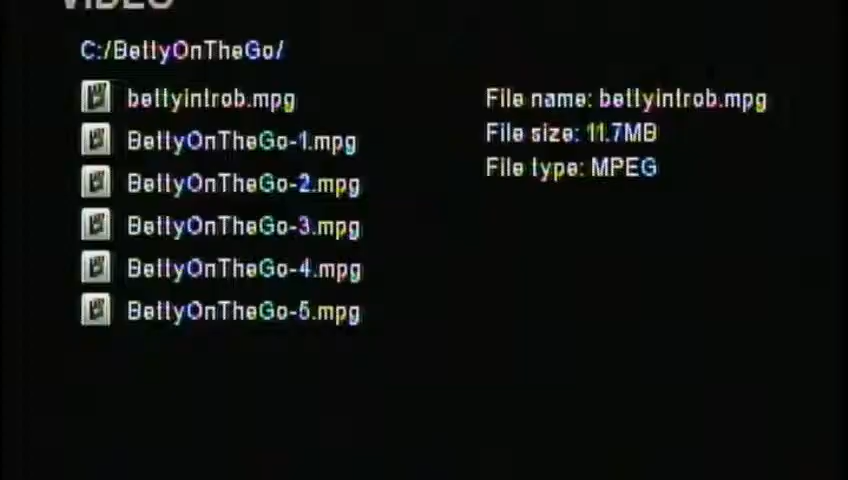 VIDEO
C:/BettyOnTheGo/
bettyintrob.mpg
BettyOnTheGo-1.mpg
BettyOnTheGo-2.mpg
BettyOnTheGo-3.mpg
BettyOnTheGo-4.mpg
BettyOnTheGo-5.mpg
File name: bettyintrob.mpg
File size: 11.7MB
File type: MPEG